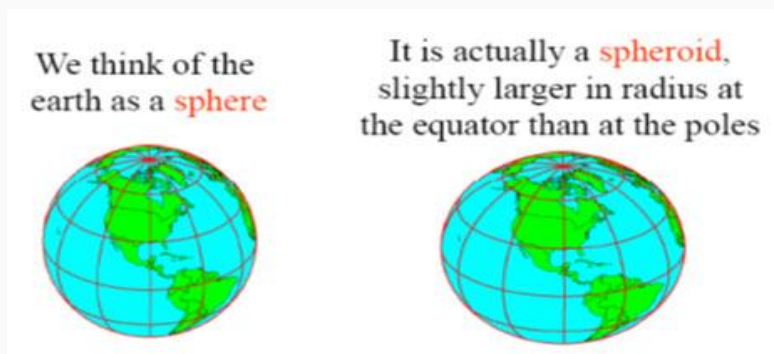 We think of the
earth as a sphere
It is actually a spheroid,
slightly larger in radius at
the equator than at the poles